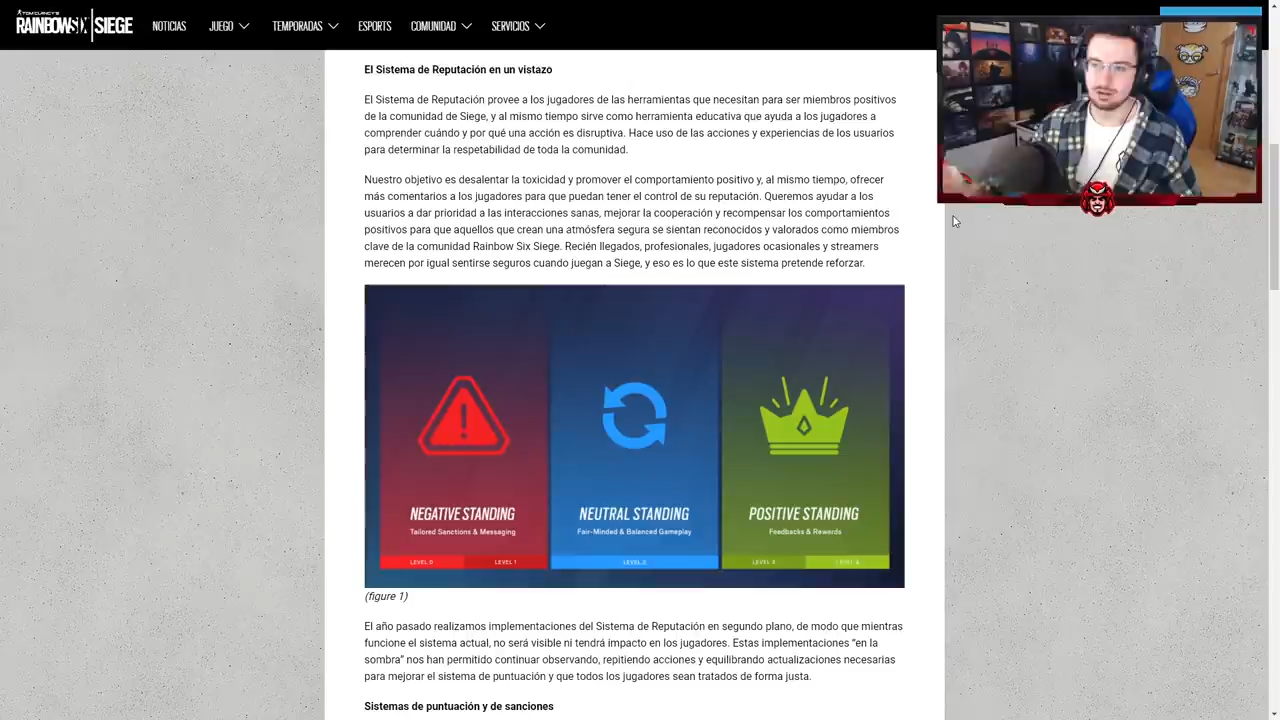 TOM CLANCY'S
RAINBOW SIX | SIEGE
NOTICIAS
JUEGO
TEMPORADAS
ESPORTS
COMUNIDAD
SERVICIOS
El Sistema de Reputación en un vistazo
El Sistema de Reputación provee a los jugadores de las herramientas que necesitan para ser miembros positivos
de la comunidad de Siege, y al mismo tiempo sirve como herramienta educativa que ayuda a los jugadores a
comprender cuándo y por qué una acción es disruptiva. Hace uso de las acciones y experiencias de los usuarios
para determinar la respetabilidad de toda la comunidad.
Nuestro objetivo es desalentar la toxicidad y promover el comportamiento positivo y, al mismo tiempo, ofrecer
más comentarios a los jugadores para que puedan tener el control de su reputación. Queremos ayudar a los
usuarios a dar prioridad a las interacciones sanas, mejorar la cooperación y recompensar los comportamientos
positivos para que aquellos que crean una atmósfera segura se sientan reconocidos y valorados como miembros
clave de la comunidad Rainbow Six Siege. Recién llegados, profesionales, jugadores ocasionales y streamers
merecen por igual sentirse seguros cuando juegan a Siege, y eso es lo que este sistema pretende reforzar.
NEGATIVE STANDING
Tailored Sanctions & Messaging
LEVEL 0
LEVEL 1
NEUTRAL STANDING
Fair-Minded & Balanced Gameplay
LEVEL 2
POSITIVE STANDING
Feedbacks & Rewards
LEVEL 3
LEVEL 4
(figure 1)
El año pasado realizamos implementaciones del Sistema de Reputación en segundo plano, de modo que mientras
funcione el sistema actual, no será visible ni tendrá impacto en los jugadores. Estas implementaciones “en la
sombra” nos han permitido continuar observando, repitiendo acciones y equilibrando actualizaciones necesarias
para mejorar el sistema de puntuación y que todos los jugadores sean tratados de forma justa.
Sistemas de puntuación y de sanciones